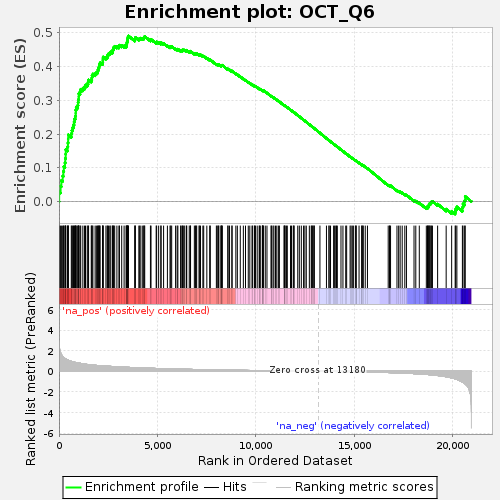 Enrichment plot: OCT_Q6
Enrichment score (ES)
0.5
0.4
0.3
0.2
0.1
0.0
'na_pos' (positively correlated)
Ranked list metric (PreRanked)
6
4
2
0
-2
-4
-6
Zero cross at 13180
'na_neg' (negatively correlated)
0
5,000
10,000
15,000
20,000
Rank in Ordered Dataset
Enrichment profile
Hits
Ranking metric scores